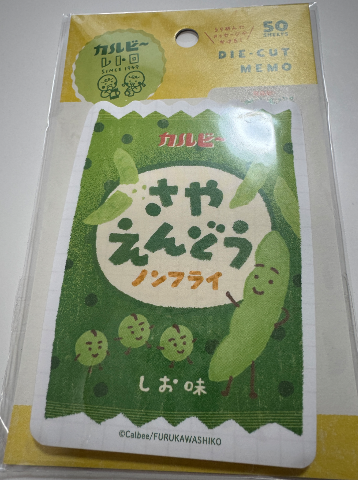 カルビー
レトロ
SINCE 1949
50
SHEETS
DIE-CUT
MEMO
カルビー
さや
えんどう
ノンフライ
しお味
©Calbee/FURUKAWASHIKO